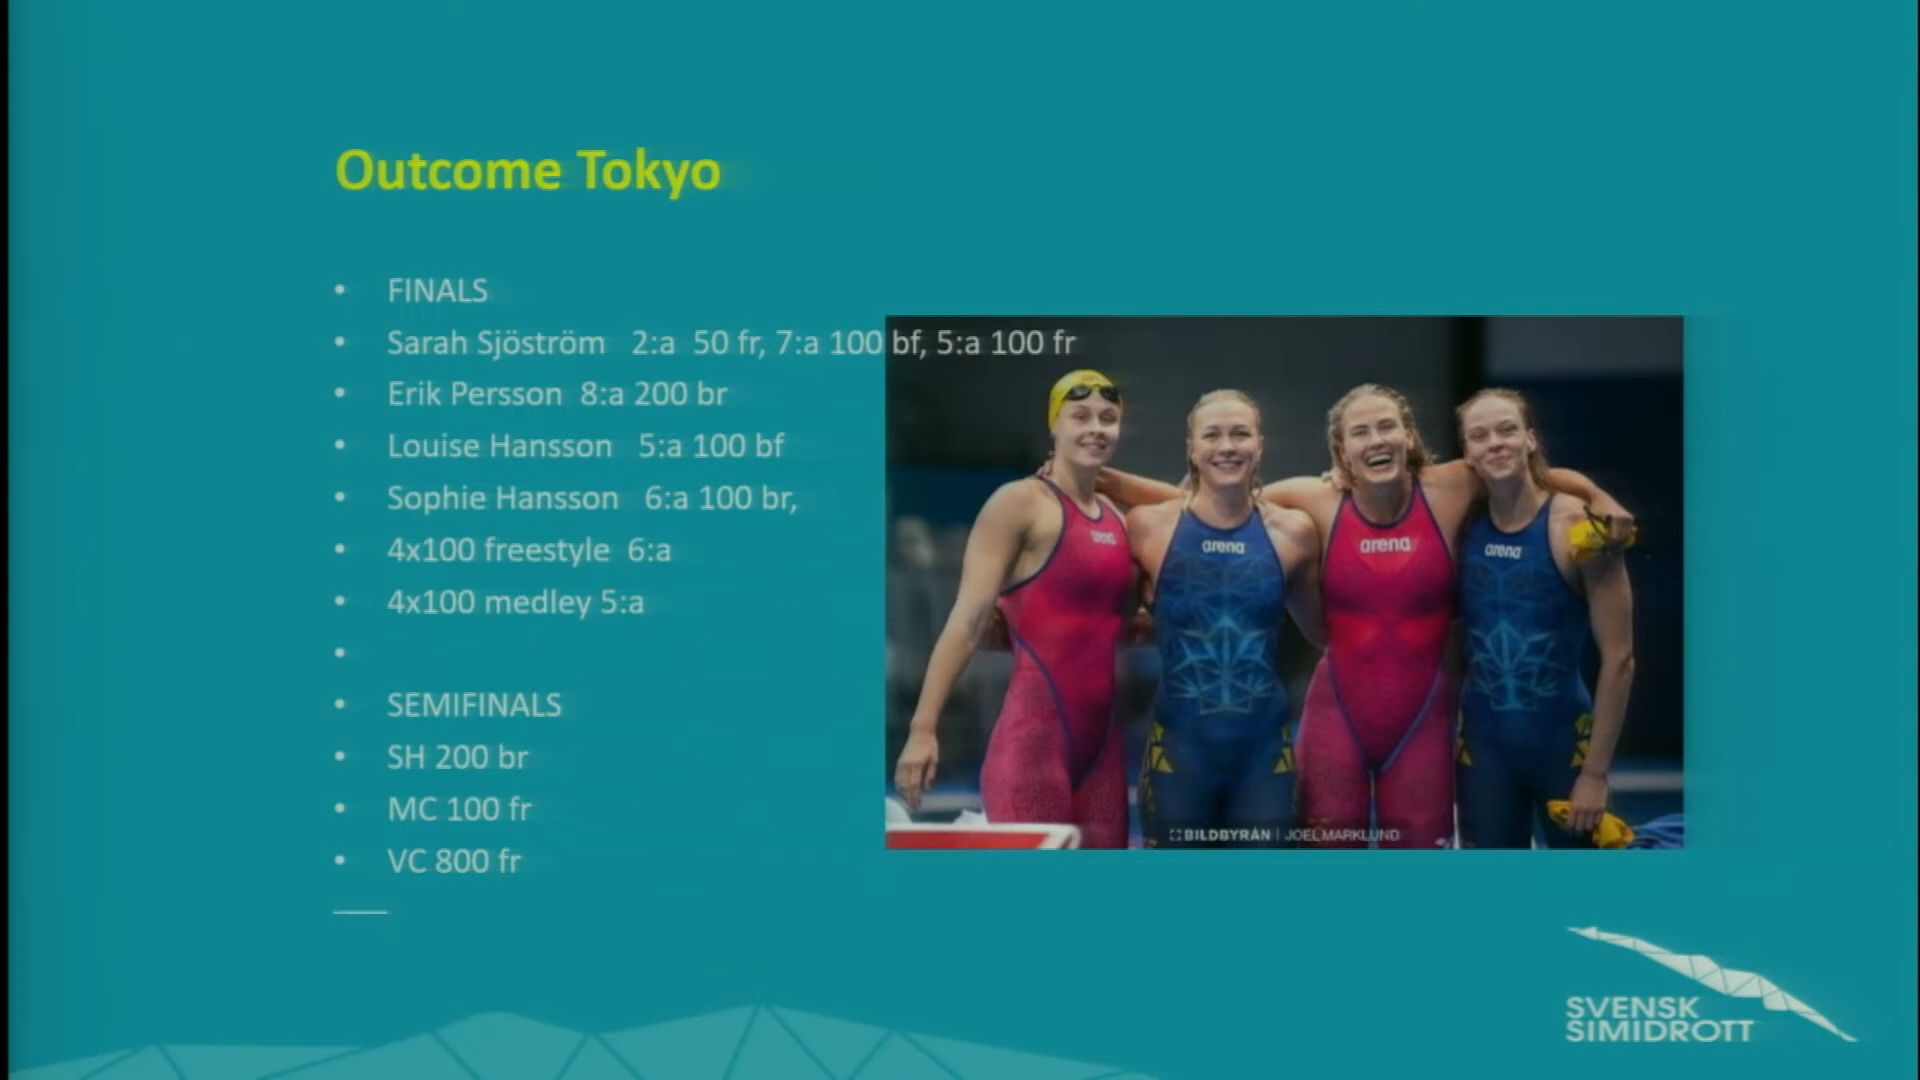 Outcome Tokyo
• FINALS
• Sarah Sjöström 2:a 50 fr, 7:a 100 bf, 5:a 100 fr
• Erik Persson 8:a 200 br
• Louise Hansson 5:a 100 bf
• Sophie Hansson 6:a 100 br,
• 4x100 freestyle 6:a
• 4x100 medley 5:a
•
• SEMIFINALS
• SH 200 br
• MC 100 fr
• VC 800 fr
arena
arena
arena
arena
BILDBYRÅN | JOEL MARKLUND
SVENSK
SIMIDROTT